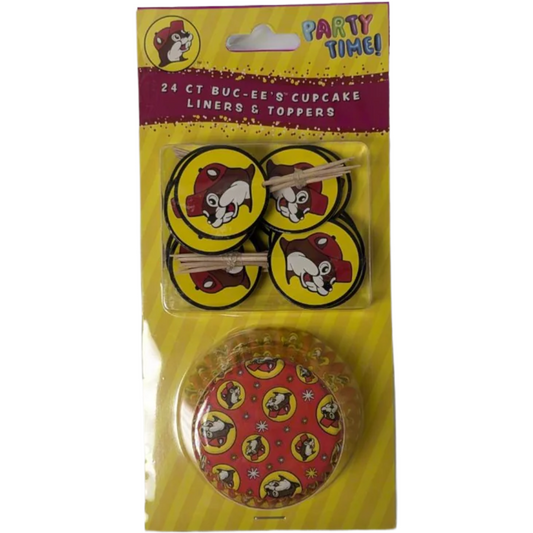 PARTY
TIME!
24 CT BUC-EE'S™ CUPCAKE
LINERS & TOPPERS